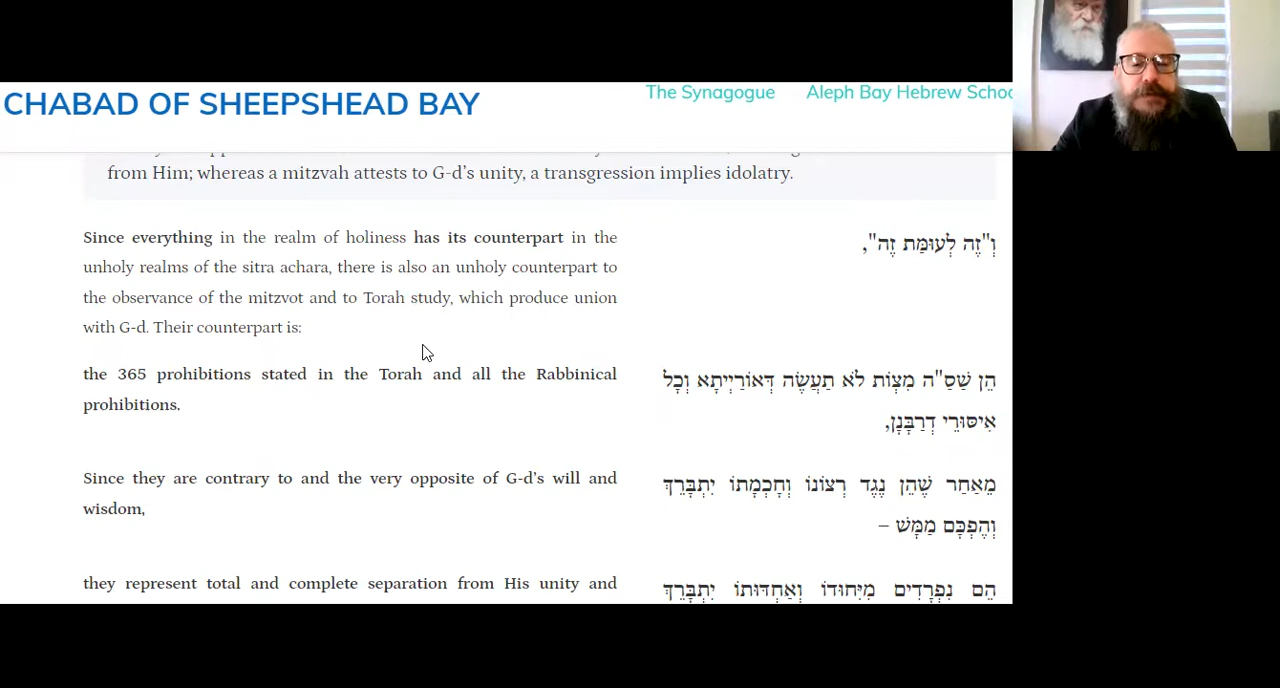 CHABAD OF SHEEPSHEAD BAY
The Synagogue
Aleph Bay Hebrew Schoo
from Him; whereas a mitzvah attests to G-d’s unity, a transgression implies idolatry.
Since everything in the realm of holiness has its counterpart in the
unholy realms of the sitra achara, there is also an unholy counterpart to
the observance of the mitzvot and to Torah study, which produce union
with G-d. Their counterpart is:
וְ"זֶה לְעוּמַּת זֶה",
the 365 prohibitions stated in the Torah and all the Rabbinical
prohibitions.
הֵן שַׁסַ"ה מִצְוֹת לֹא תַעֲשֶׂה דְּאוֹרַיְיתָא וְכָל
אִיסּוּרֵי דְרַבָּנָן,
Since they are contrary to and the very opposite of G-d’s will and
wisdom,
מֵאַחַר שֶׁהֵן נֶגֶד רְצוֹנוֹ וְחָכְמָתוֹ יִתְבָּרֵךְ
וְהֶפְכָּם מַמָּשׁ –
they represent total and complete separation from His unity and
הֵם נִפְרָדִים מִיִּחוּדוֹ וְאַחְדּוּתוֹ יִתְבָּרֵךְ